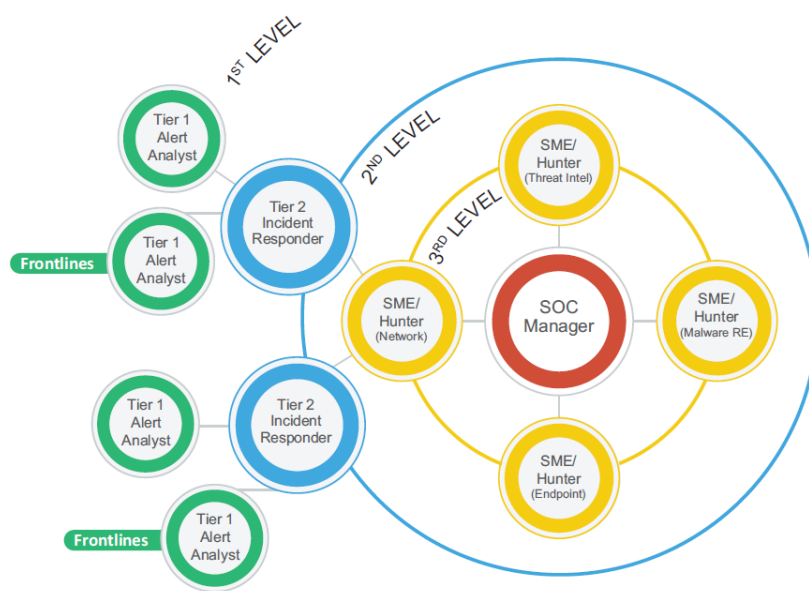 1ST LEVEL
Tier 1
Alert
Analyst
2ND LEVEL
SME/
Hunter
(Threat Intel)
Tier 2
Incident
Responder
3RD LEVEL
Frontlines
Tier 1
Alert
Analyst
SME/
Hunter
(Network)
SOC
Manager
SME/
Hunter
(Malware RE)
Tier 1
Alert
Analyst
Tier 2
Incident
Responder
SME/
Hunter
(Endpoint)
Frontlines
Tier 1
Alert
Analyst